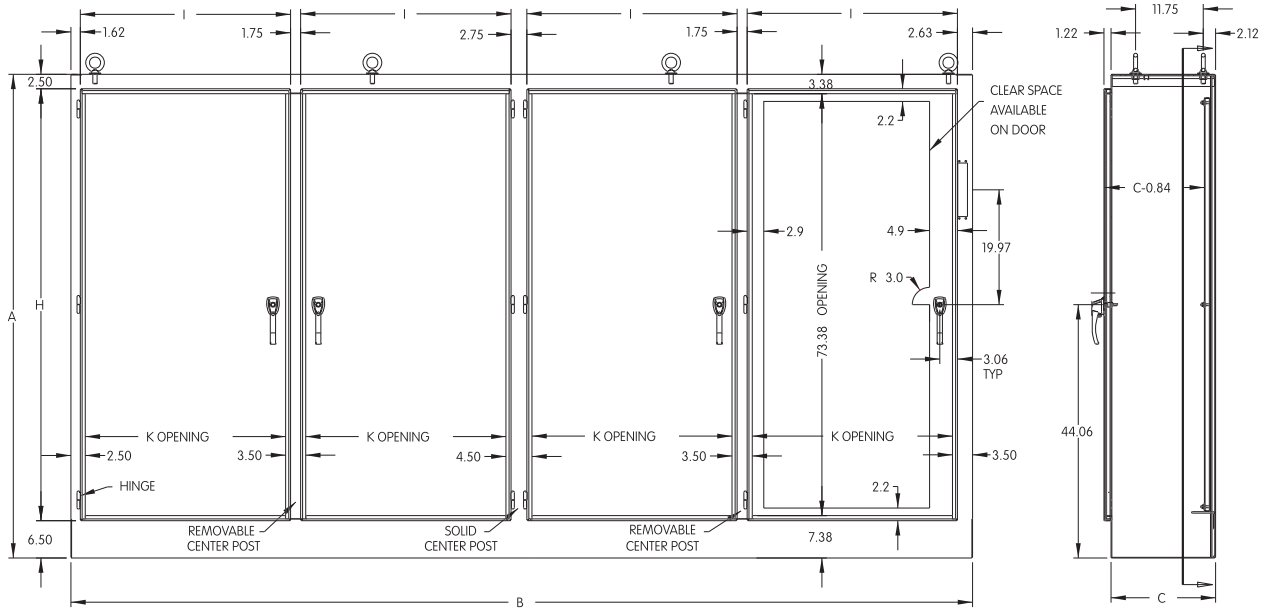 I
I
I
I
11.75
1.62
1.75
2.75
1.75
2.63
1.22
2.12
2.50
3.38
2.2
CLEAR SPACE
AVAILABLE
ON DOOR
C-0.84
2.9
4.9
19.97
R 3.0
73.38 OPENING
H
A
3.06
TYP
K OPENING
K OPENING
K OPENING
K OPENING
44.06
2.50
3.50
4.50
3.50
3.50
HINGE
2.2
REMOVABLE
CENTER POST
SOLID
CENTER POST
REMOVABLE
CENTER POST
6.50
7.38
B
C